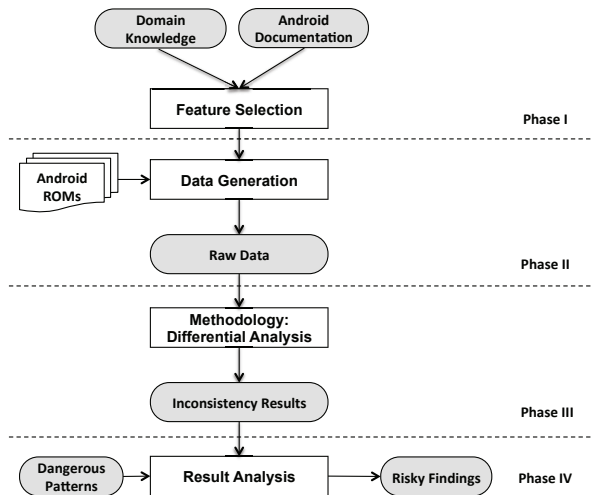 Domain
Knowledge
Android
Documentation
Feature Selection
Phase I
Android
ROMs
Data Generation
Raw Data
Phase II
Methodology:
Differential Analysis
Inconsistency Results
Phase III
Dangerous
Patterns
Result Analysis
Risky Findings
Phase IV